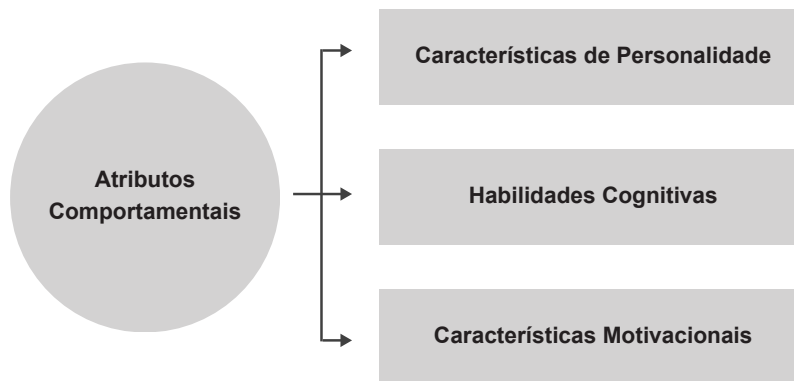 Atributos
Comportamentais
Características de Personalidade
Habilidades Cognitivas
Características Motivacionais